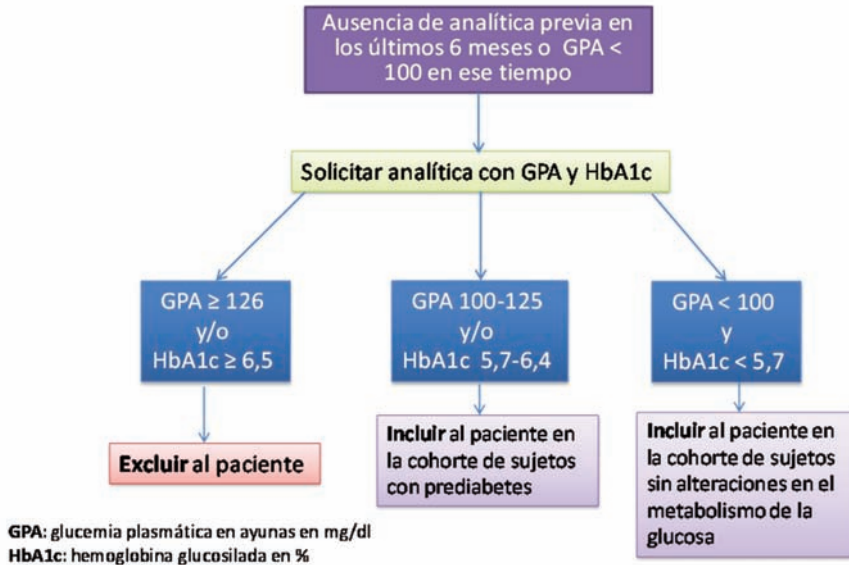 Ausencia de analítica previa en
los últimos 6 meses o GPA <
100 en ese tiempo
Solicitar analítica con GPA y HbA1c
GPA ≥ 126
y/o
HbA1c ≥ 6,5
GPA 100-125
y/o
HbA1c 5,7-6,4
GPA < 100
y
HbA1c < 5,7
Excluir al paciente
Incluir al paciente en
la cohorte de sujetos
con prediabetes
Incluir al paciente en
la cohorte de sujetos
sin alteraciones en el
metabolismo de la
glucosa
GPA: glucemia plasmática en ayunas en mg/dl
HbA1c: hemoglobina glucosilada en %